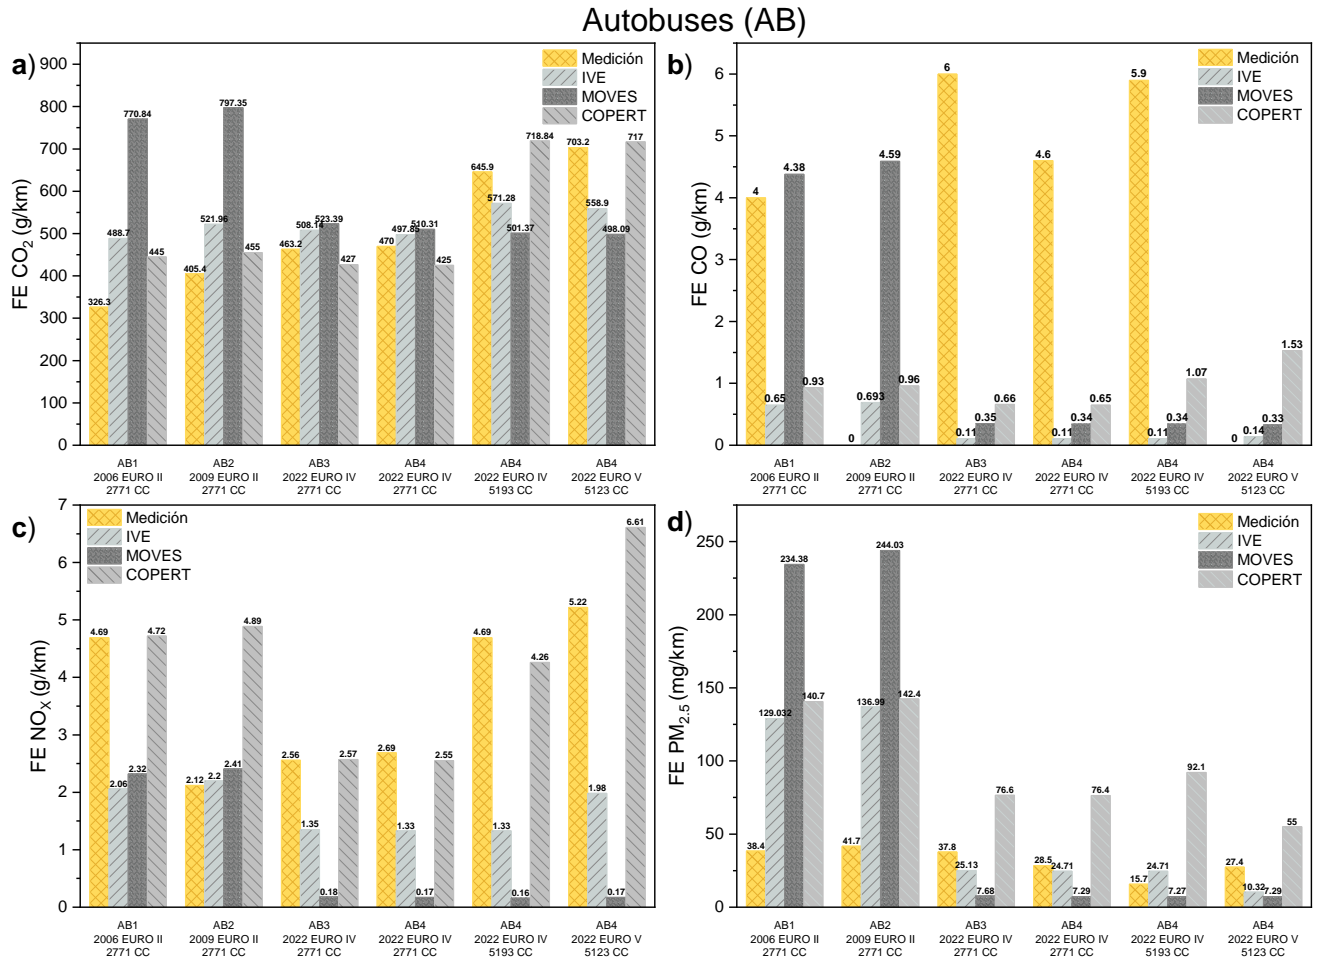 Autobuses (AB)
a)
FE CO2 (g/km)
900
800
700
600
500
400
300
200
100
0
Medición
IVE
MOVES
COPERT
326.3
488.7
770.84
445
405.4
521.96
797.35
455
463.2
508.14
523.39
427
470
497.85
510.31
425
645.9
571.28
501.37
718.84
703.2
558.9
498.09
717
AB1
2006 EURO II
2771 CC
AB2
2009 EURO II
2771 CC
AB3
2022 EURO IV
2771 CC
AB4
2022 EURO IV
2771 CC
AB4
2022 EURO IV
5193 CC
AB4
2022 EURO V
5123 CC
b)
FE CO (g/km)
6
5
4
3
2
1
0
Medición
IVE
MOVES
COPERT
4
0.65
4.38
0.93
0
0.693
4.59
0.96
6
0.11
0.35
0.66
4.6
0.11
0.34
0.65
5.9
0.11
0.34
1.07
0
0.14
0.33
1.53
AB1
2006 EURO II
2771 CC
AB2
2009 EURO II
2771 CC
AB3
2022 EURO IV
2771 CC
AB4
2022 EURO IV
2771 CC
AB4
2022 EURO IV
5193 CC
AB4
2022 EURO V
5123 CC
c)
FE NOX (g/km)
7
6
5
4
3
2
1
0
Medición
IVE
MOVES
COPERT
4.69
2.06
2.32
4.72
2.12
2.2
2.41
4.89
2.56
1.35
0.18
2.57
2.69
1.33
0.17
2.55
4.69
1.33
0.16
4.26
5.22
1.98
0.17
6.61
AB1
2006 EURO II
2771 CC
AB2
2009 EURO II
2771 CC
AB3
2022 EURO IV
2771 CC
AB4
2022 EURO IV
2771 CC
AB4
2022 EURO IV
5193 CC
AB4
2022 EURO V
5123 CC
d)
FE PM2.5 (mg/km)
250
200
150
100
50
0
Medición
IVE
MOVES
COPERT
38.4
129.032
234.38
140.7
41.7
136.99
244.03
142.4
37.8
25.13
7.68
76.6
28.5
24.71
7.29
76.4
15.7
24.71
7.27
92.1
27.4
10.32
7.29
55
AB1
2006 EURO II
2771 CC
AB2
2009 EURO II
2771 CC
AB3
2022 EURO IV
2771 CC
AB4
2022 EURO IV
2771 CC
AB4
2022 EURO IV
5193 CC
AB4
2022 EURO V
5123 CC